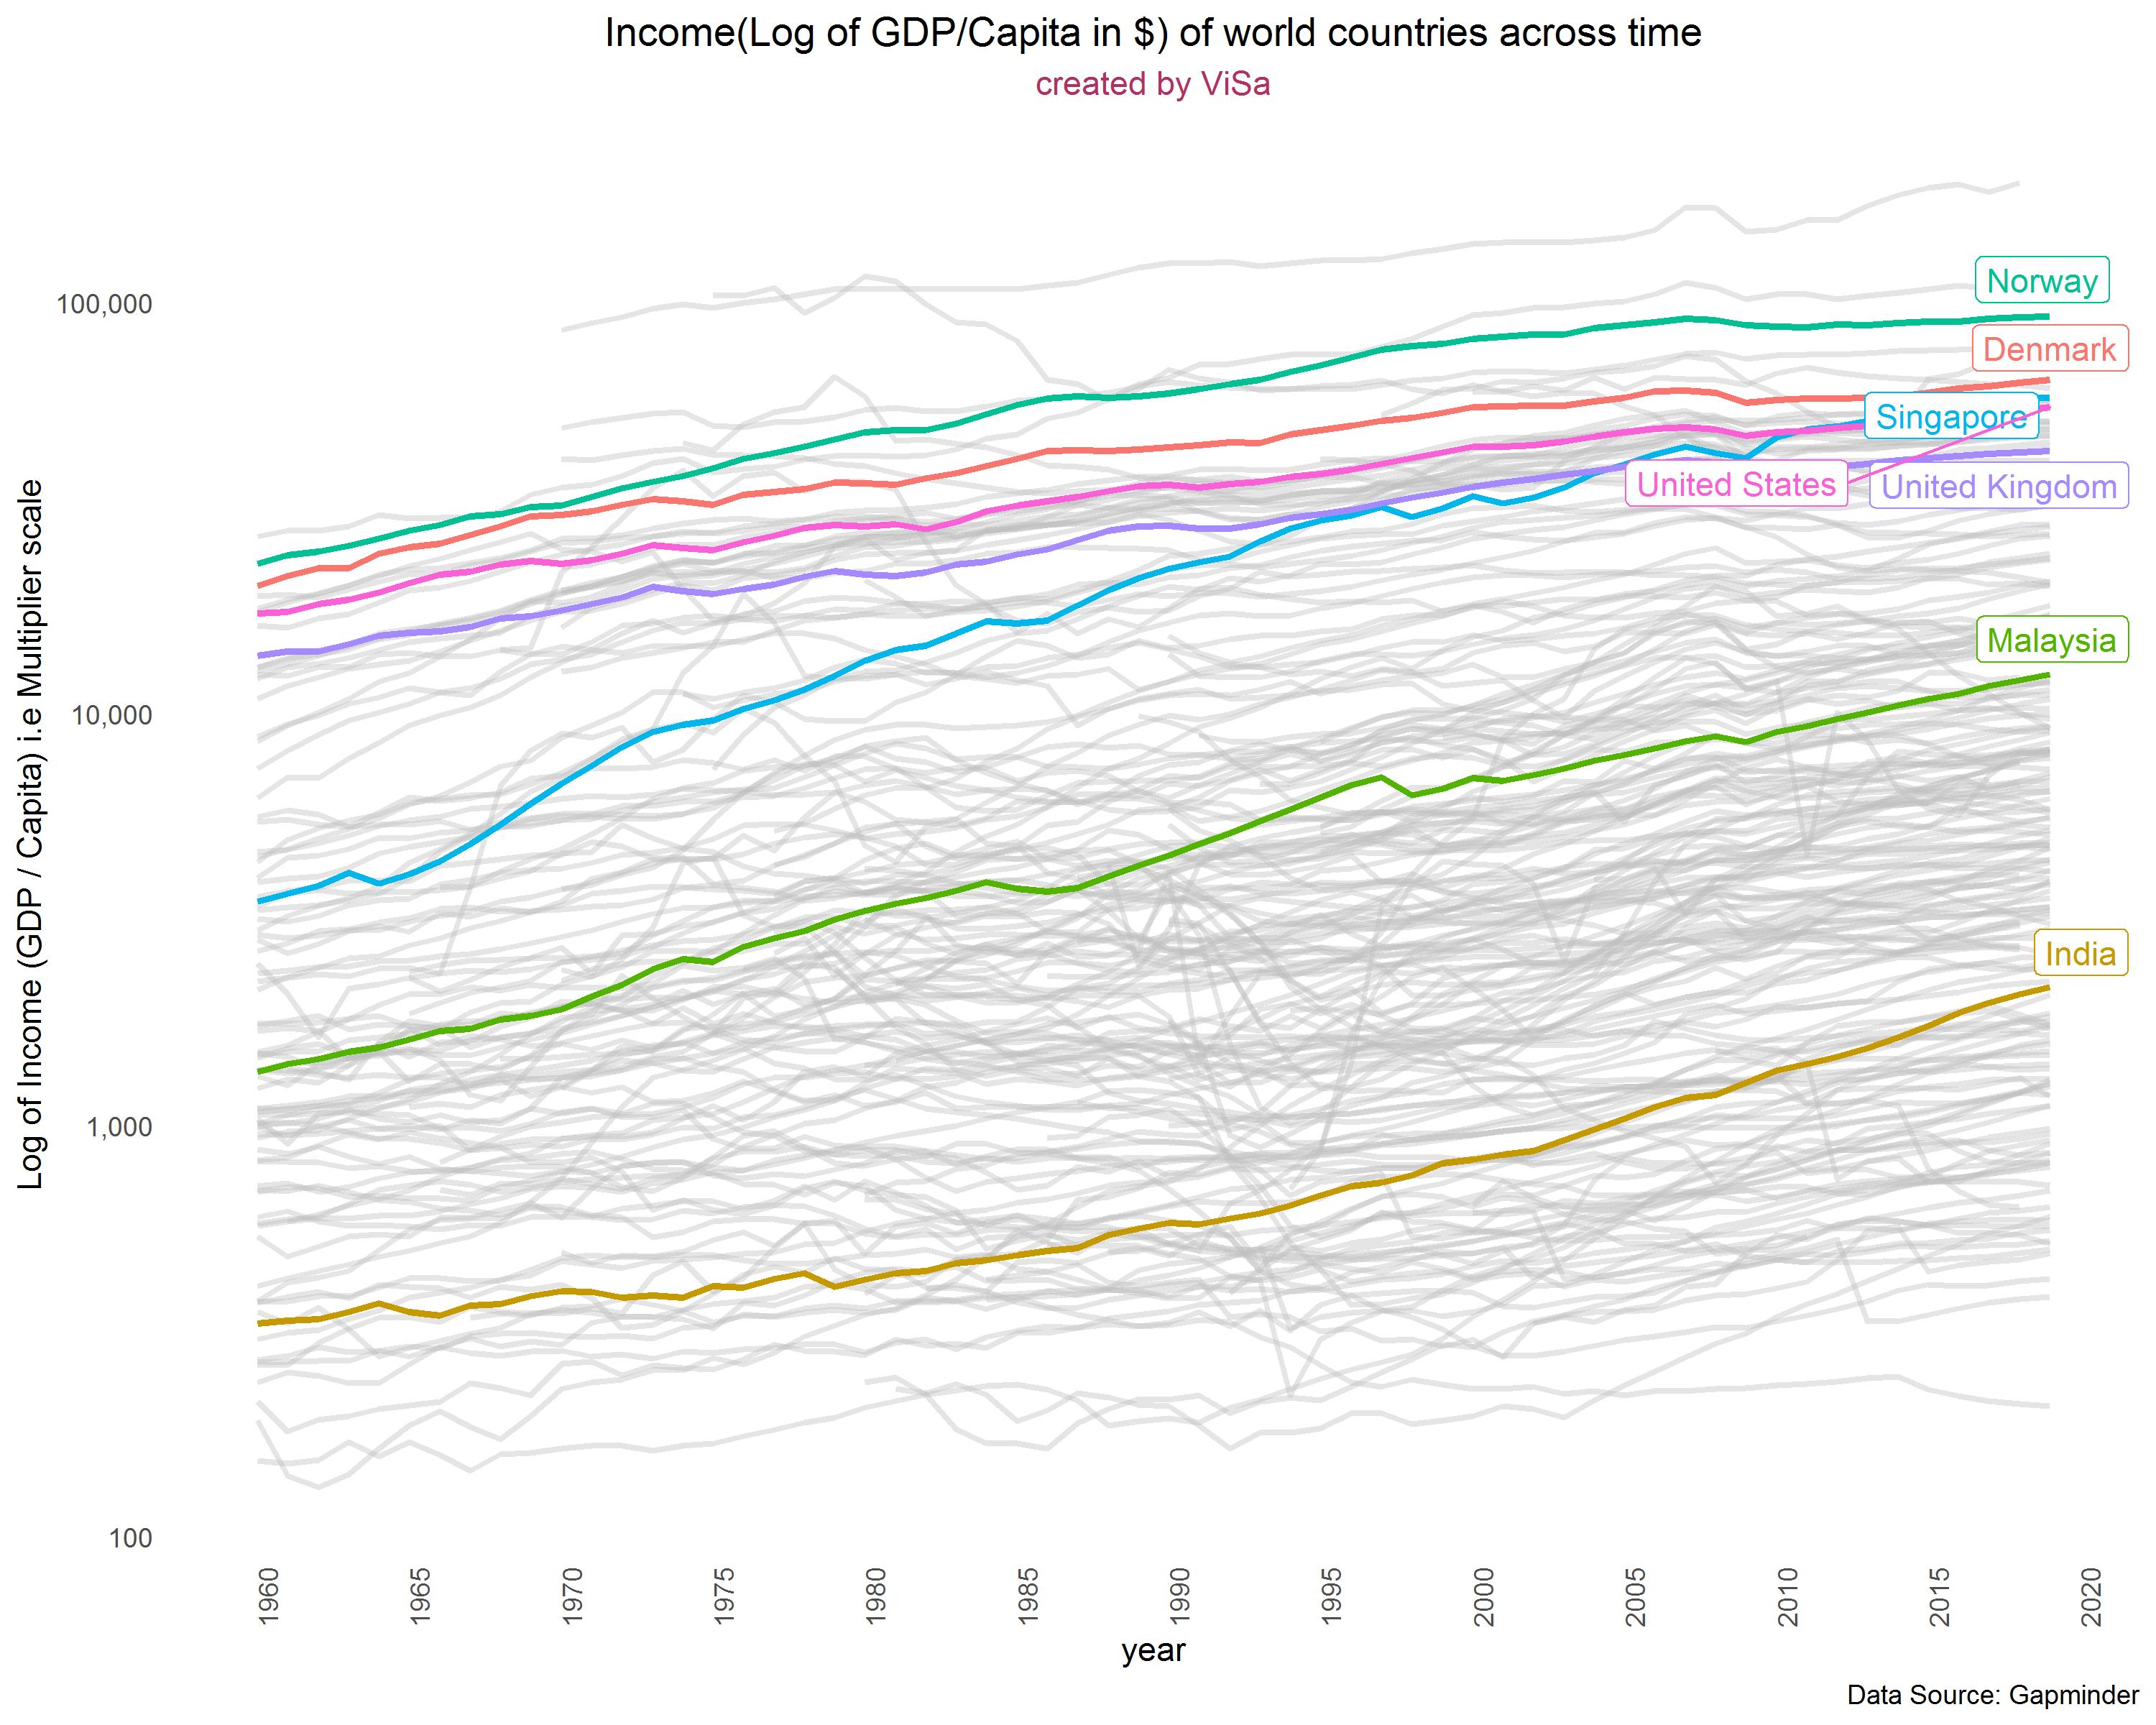 Income(Log of GDP/Capita in $) of world countries across time
created by ViSa
Log of Income (GDP / Capita) i.e Multiplier scale
100,000
10,000
1,000
100
Norway
Denmark
Singapore
United States
United Kingdom
Malaysia
India
1960
1965
1970
1975
1980
1985
1990
1995
2000
2005
2010
2015
2020
year
Data Source: Gapminder